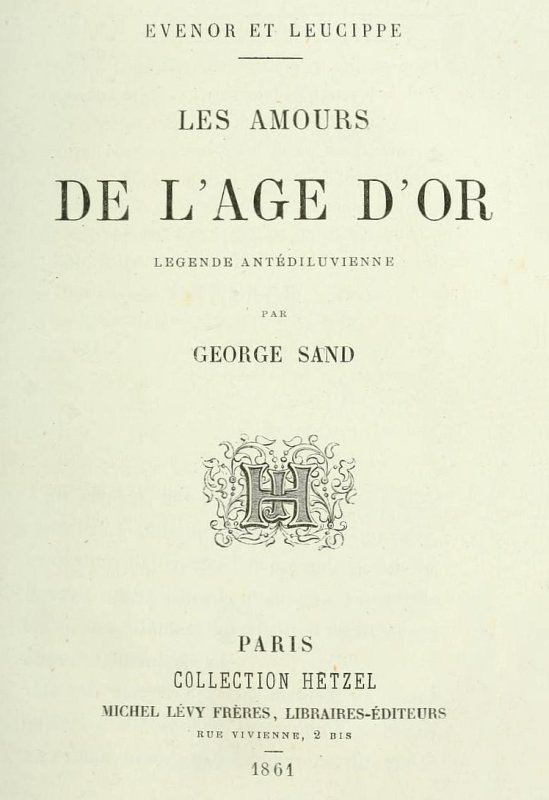 EVENOR ET LEUCIPPE
LES AMOURS
DE L'AGE D'OR
LEGENDE ANTÉDILUVIENNE
PAR
GEORGE SAND
JH
PARIS
COLLECTION HETZEL
MICHEL LÉVY FRÈRES, LIBRAIRES-ÉDITEURS
RUE VIVIENNE, 2 BIS
1861